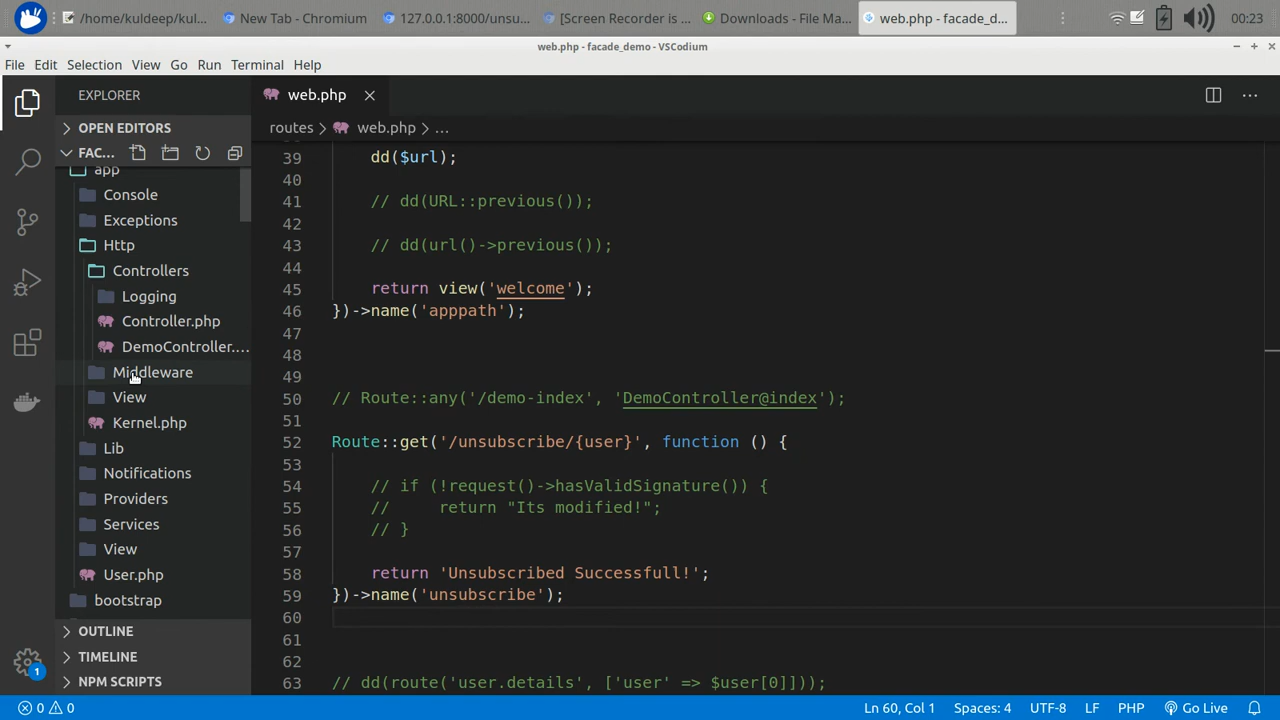 /home/kuldeep/kul...
New Tab - Chromium
127.0.0.1:8000/unsu...
[Screen Recorder is ...
Downloads - File Ma...
web.php - facade_d...
00:23
web.php - facade_demo - VSCodium
File Edit Selection View Go Run Terminal Help
EXPLORER
OPEN EDITORS
FAC...
app
Console
Exceptions
Http
Controllers
Logging
Controller.php
DemoController....
Middleware
View
Kernel.php
Lib
Notifications
Providers
Services
View
User.php
bootstrap
OUTLINE
TIMELINE
NPM SCRIPTS
1
web.php
routes > web.php > ...
39 dd($url);
40
41 // dd(URL::previous());
42
43 // dd(url()->previous());
44
45 return view('welcome');
46 })->name('apppath');
47
48
49
50 // Route::any('/demo-index', 'DemoController@index');
51
52 Route::get('/unsubscribe/{user}', function () {
53
54 // if (!request()->hasValidSignature()) {
55 //     return "Its modified!";
56 // }
57
58 return 'Unsubscribed Successfull!';
59 })->name('unsubscribe');
60
61
62
63 // dd(route('user.details', ['user' => $user[0]]));
0 0
Ln 60, Col 1
Spaces: 4
UTF-8
LF
PHP
Go Live